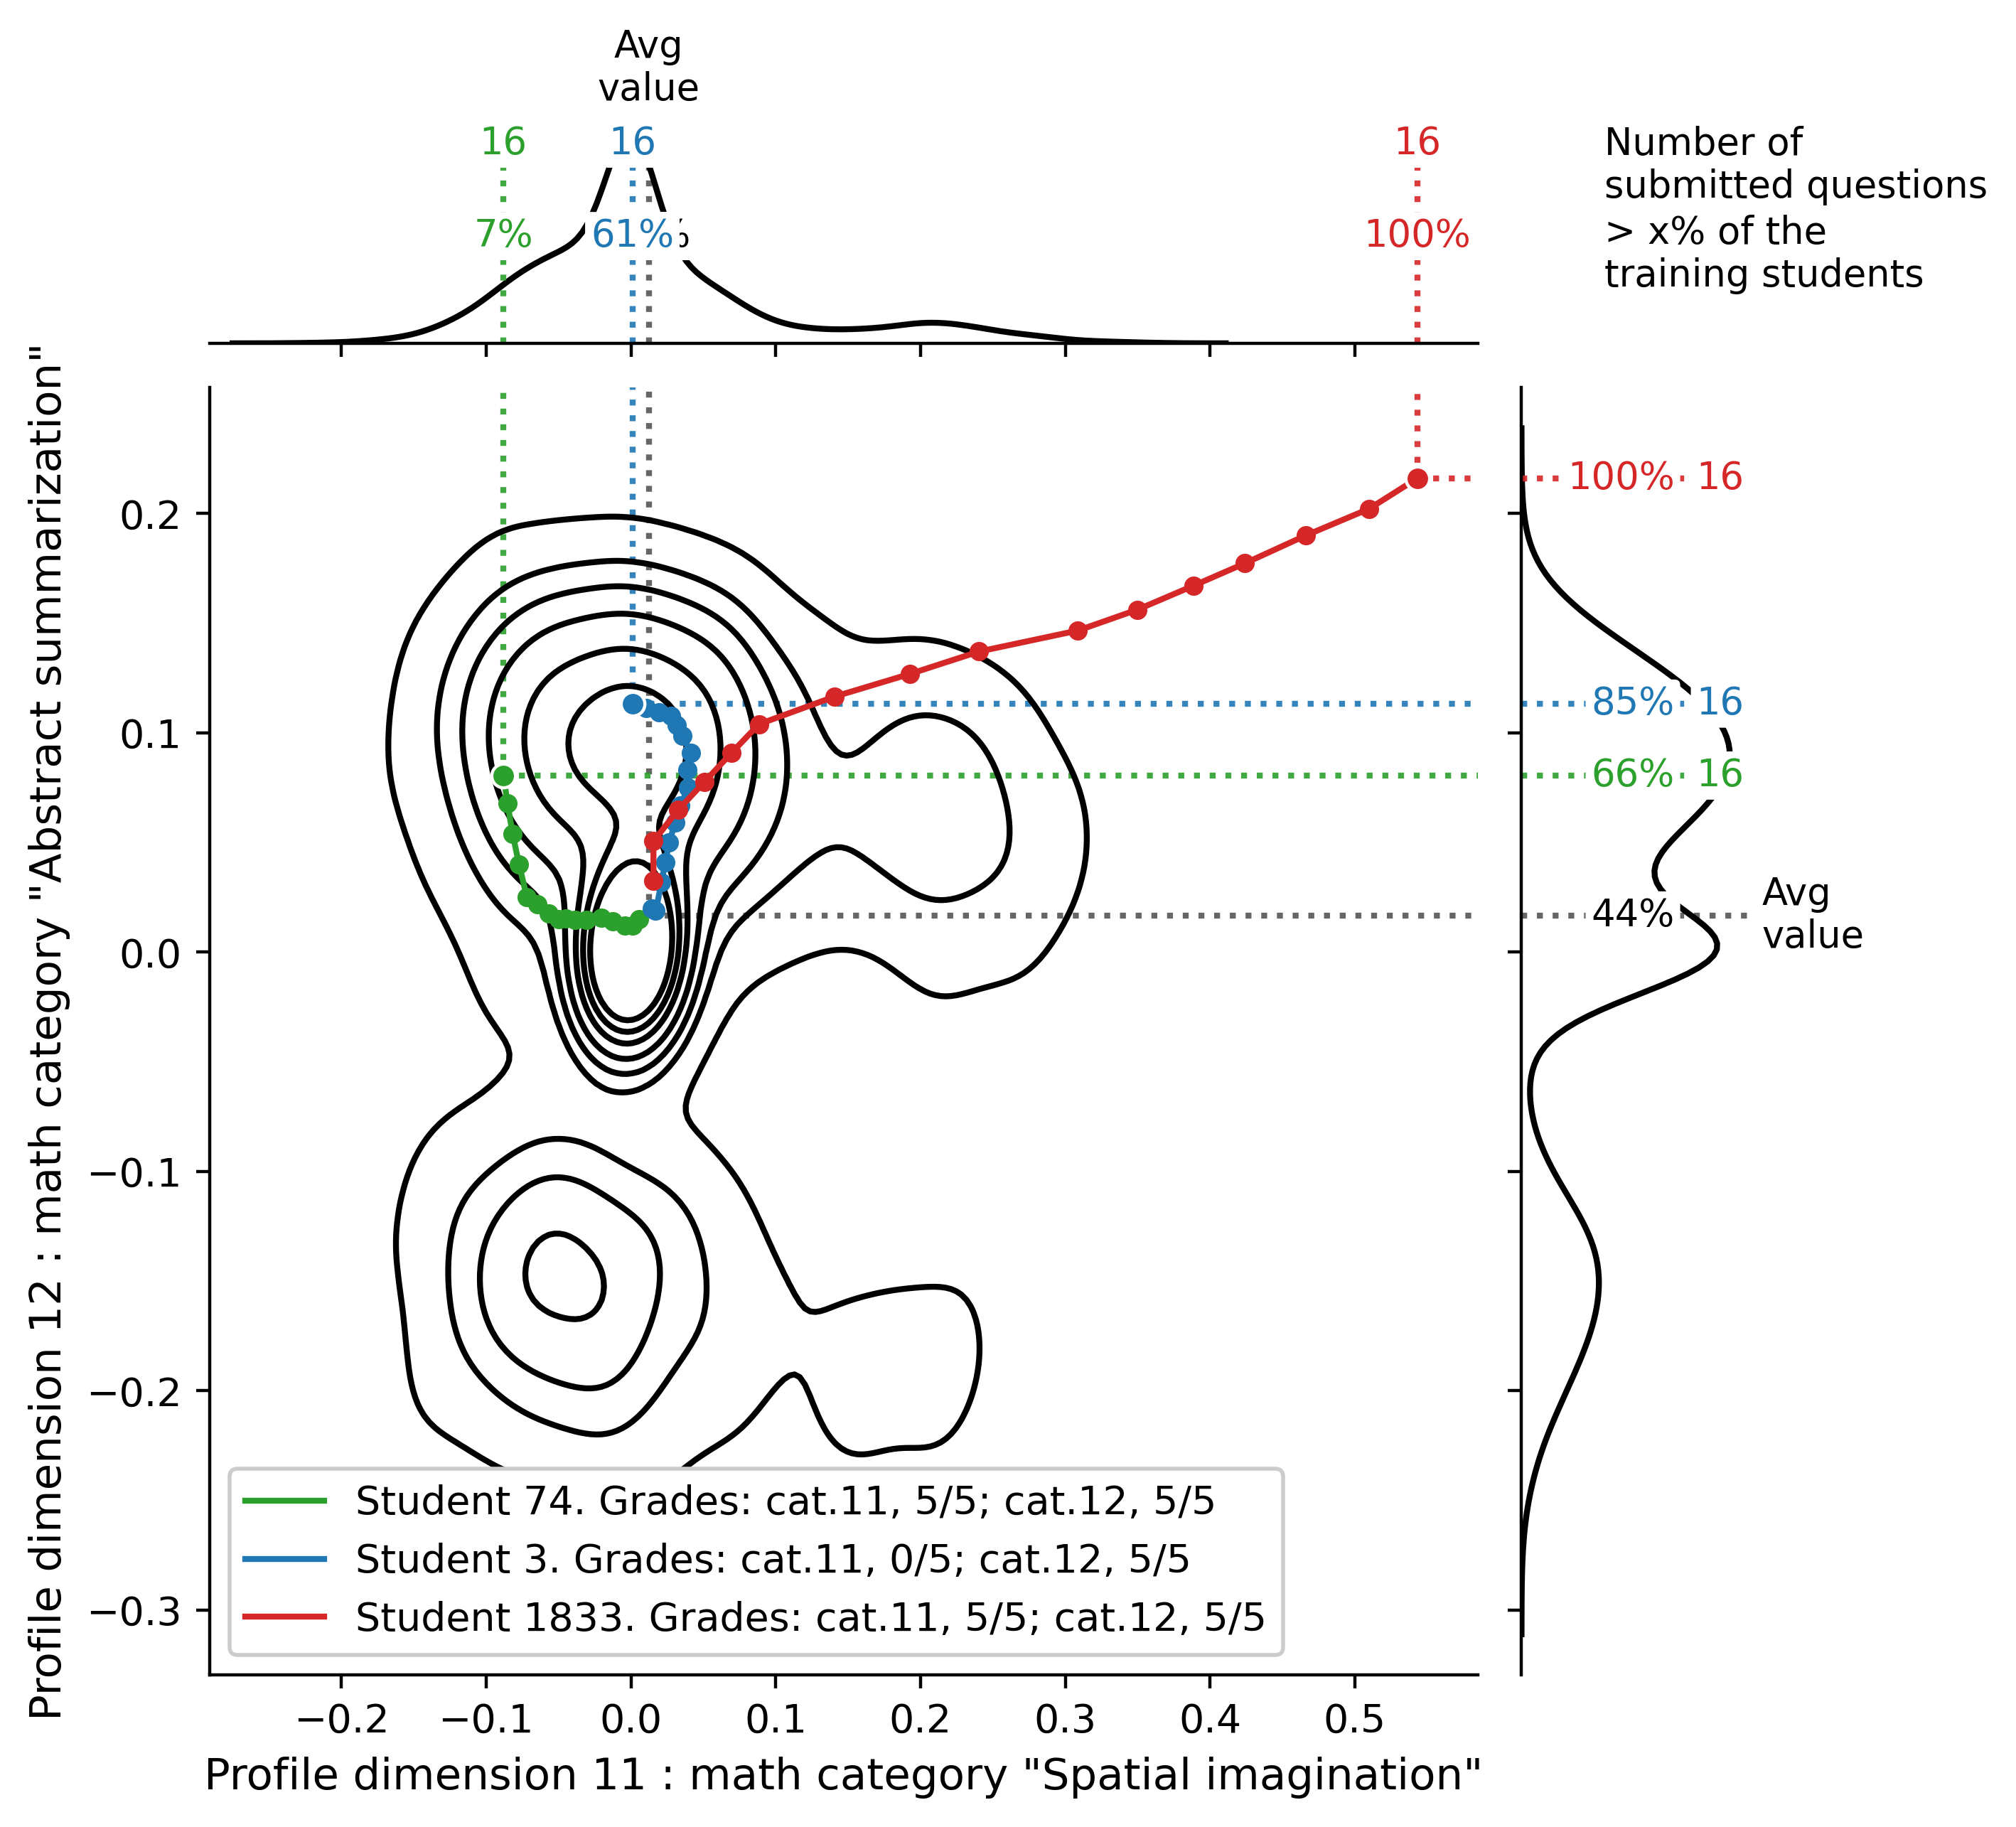 Avg
value
16
16
16
Number of
submitted questions
> x% of the
training students
7%
61%
100%
100%
16
85%
16
66%
16
44%
Avg
value
Profile dimension 12 : math category "Abstract summarization"
0.2
0.1
0.0
−0.1
−0.2
−0.3
Student 74. Grades: cat.11, 5/5; cat.12, 5/5
Student 3. Grades: cat.11, 0/5; cat.12, 5/5
Student 1833. Grades: cat.11, 5/5; cat.12, 5/5
−0.2
−0.1
0.0
0.1
0.2
0.3
0.4
0.5
Profile dimension 11 : math category "Spatial imagination"